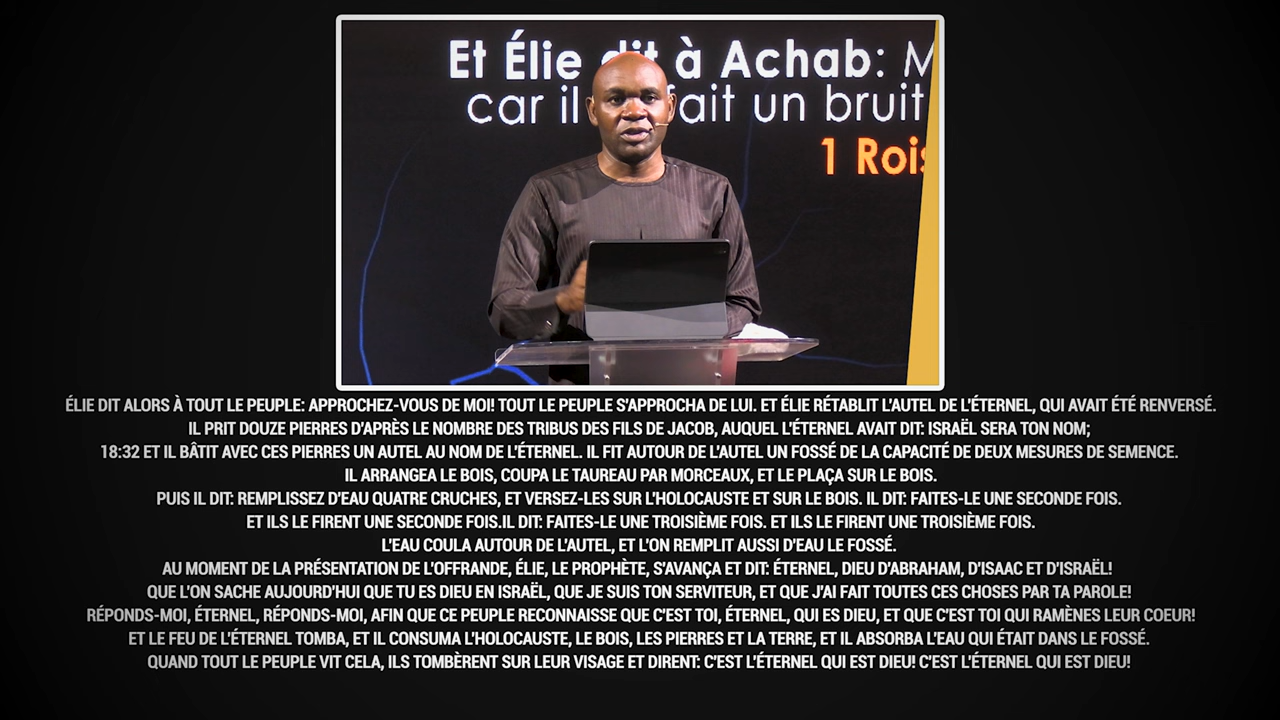 Et Élie dit à Achab: M
car il fait un bruit
1 Rois
ÉLIE DIT ALORS À TOUT LE PEUPLE: APPROCHEZ-VOUS DE MOI! TOUT LE PEUPLE S'APPROCHA DE LUI. ET ÉLIE RÉTABLIT L'AUTEL DE L'ÉTERNEL, QUI AVAIT ÉTÉ RENVERSÉ.
IL PRIT DOUZE PIERRES D'APRÈS LE NOMBRE DES TRIBUS DES FILS DE JACOB, AUQUEL L'ÉTERNEL AVAIT DIT: ISRAËL SERA TON NOM;
18:32 ET IL BÂTIT AVEC CES PIERRES UN AUTEL AU NOM DE L'ÉTERNEL. IL FIT AUTOUR DE L'AUTEL UN FOSSÉ DE LA CAPACITÉ DE DEUX MESURES DE SEMENCE.
IL ARRANGEA LE BOIS, COUPA LE TAUREAU PAR MORCEAUX, ET LE PLAÇA SUR LE BOIS.
PUIS IL DIT: REMPLISSEZ D'EAU QUATRE CRUCHES, ET VERSEZ-LES SUR L'HOLOCAUSTE ET SUR LE BOIS. IL DIT: FAITES-LE UNE SECONDE FOIS.
ET ILS LE FIRENT UNE SECONDE FOIS.IL DIT: FAITES-LE UNE TROISIÈME FOIS. ET ILS LE FIRENT UNE TROISIÈME FOIS.
L'EAU COULA AUTOUR DE L'AUTEL, ET L'ON REMPLIT AUSSI D'EAU LE FOSSÉ.
AU MOMENT DE LA PRÉSENTATION DE L'OFFRANDE, ÉLIE, LE PROPHÈTE, S'AVANÇA ET DIT: ÉTERNEL, DIEU D'ABRAHAM, D'ISAAC ET D'ISRAËL!
QUE L'ON SACHE AUJOURD'HUI QUE TU ES DIEU EN ISRAËL, QUE JE SUIS TON SERVITEUR, ET QUE J'AI FAIT TOUTES CES CHOSES PAR TA PAROLE!
RÉPONDS-MOI, ÉTERNEL, RÉPONDS-MOI, AFIN QUE CE PEUPLE RECONNAISSE QUE C'EST TOI, ÉTERNEL, QUI ES DIEU, ET QUE C'EST TOI QUI RAMÈNES LEUR COEUR!
ET LE FEU DE L'ÉTERNEL TOMBA, ET IL CONSUMA L'HOLOCAUSTE, LE BOIS, LES PIERRES ET LA TERRE, ET IL ABSORBA L'EAU QUI ÉTAIT DANS LE FOSSÉ.
QUAND TOUT LE PEUPLE VIT CELA, ILS TOMBÈRENT SUR LEUR VISAGE ET DIRENT: C'EST L'ÉTERNEL QUI EST DIEU! C'EST L'ÉTERNEL QUI EST DIEU!